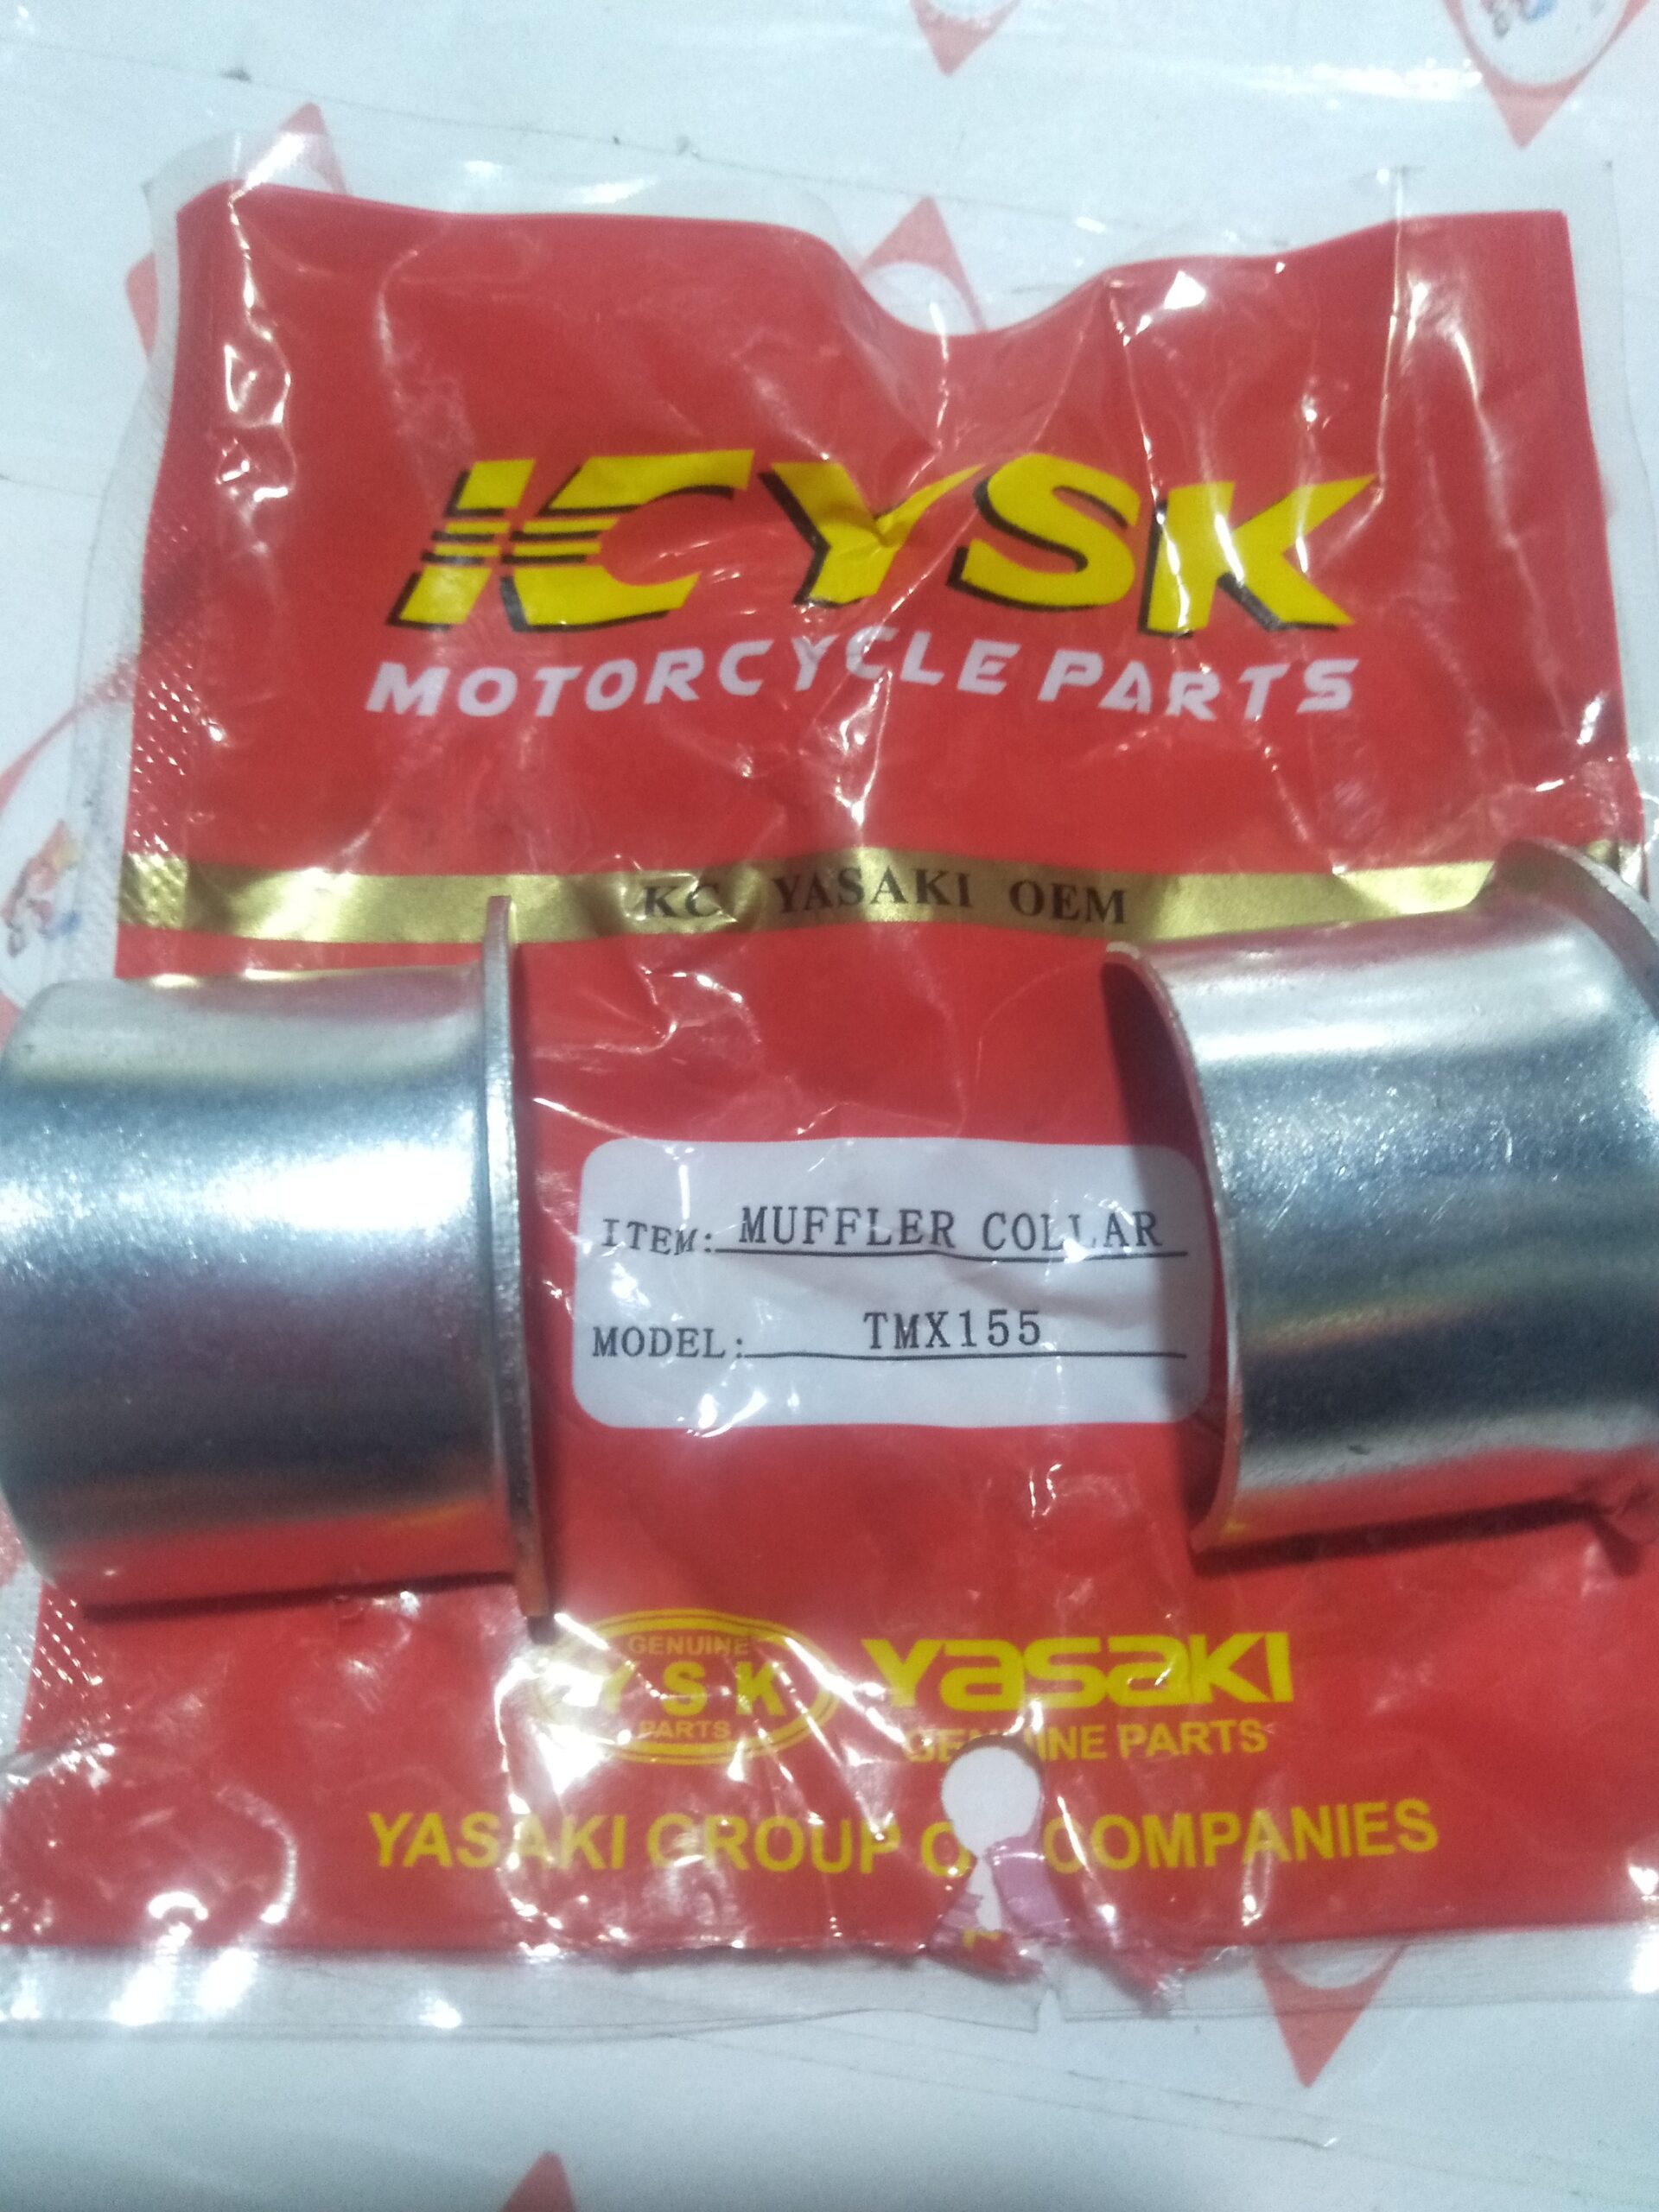 KCYSK
MOTORCYCLE PARTS
KC YASAKI OEM
ITEM: MUFFLER COLLAR
MODEL: TMX155
GENUINE
YSK
PARTS
YASAKI
GENUINE PARTS
YASAKI GROUP OF COMPANIES